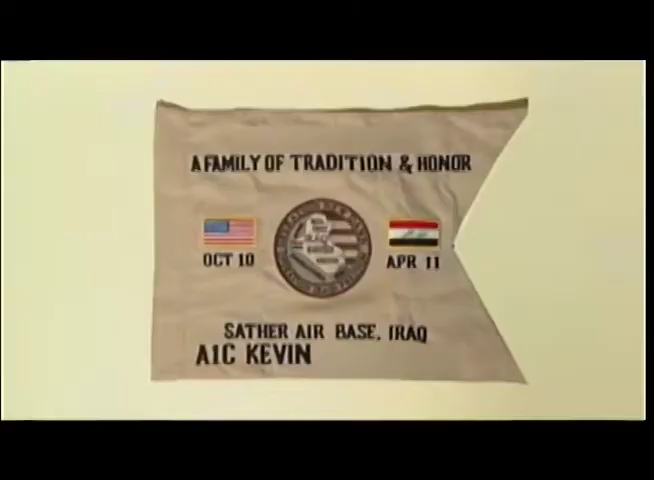 A FAMILY OF TRADITION & HONOR
OCT 10
APR 11
SATHER AIR BASE, IRAQ
A1C KEVIN